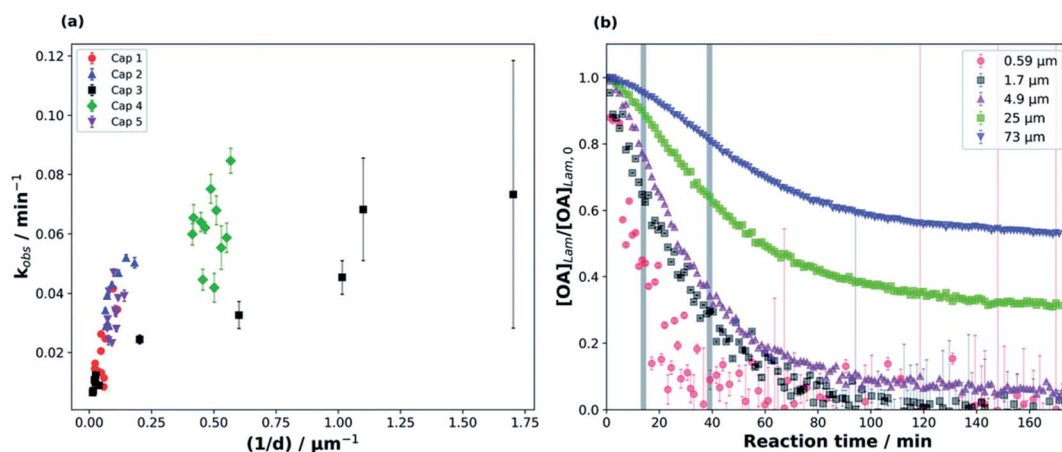 (a)
k_obs / min⁻¹
0.12
0.10
0.08
0.06
0.04
0.02
Cap 1
Cap 2
Cap 3
Cap 4
Cap 5
0.00 0.25 0.50 0.75 1.00 1.25 1.50 1.75
(1/d) / μm⁻¹
(b)
[OA]_Lam/[OA]_Lam, 0
1.0
0.8
0.6
0.4
0.2
0.0
0.59 μm
1.7 μm
4.9 μm
25 μm
73 μm
0 20 40 60 80 100 120 140 160
Reaction time / min